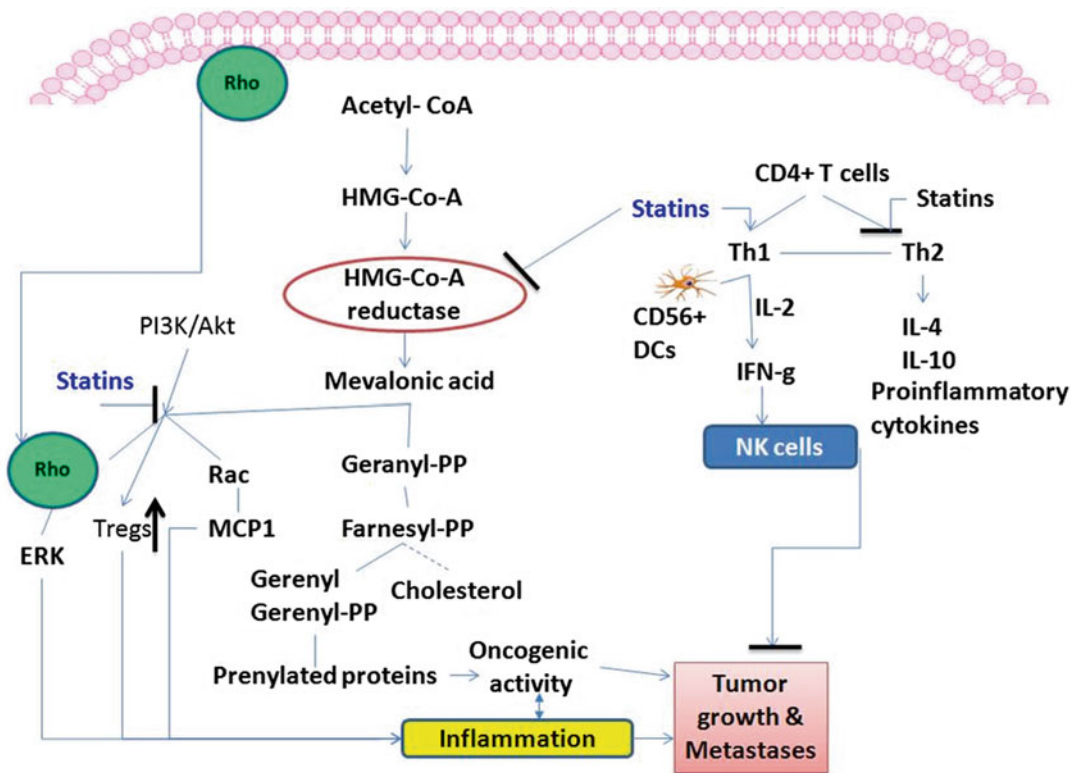 Rho
Acetyl- CoA
HMG-Co-A
HMG-Co-A
reductase
Mevalonic acid
PI3K/Akt
Statins
Rho
Rac
Tregs
MCP1
ERK
Geranyl-PP
Farnesyl-PP
Gerenyl
Gerenyl-PP
Cholesterol
Prenylated proteins
Oncogenic
activity
Inflammation
Statins
CD4+ T cells
Statins
Th1
Th2
CD56+
DCs
IL-2
IFN-g
NK cells
IL-4
IL-10
Proinflammatory
cytokines
Tumor
growth &
Metastases